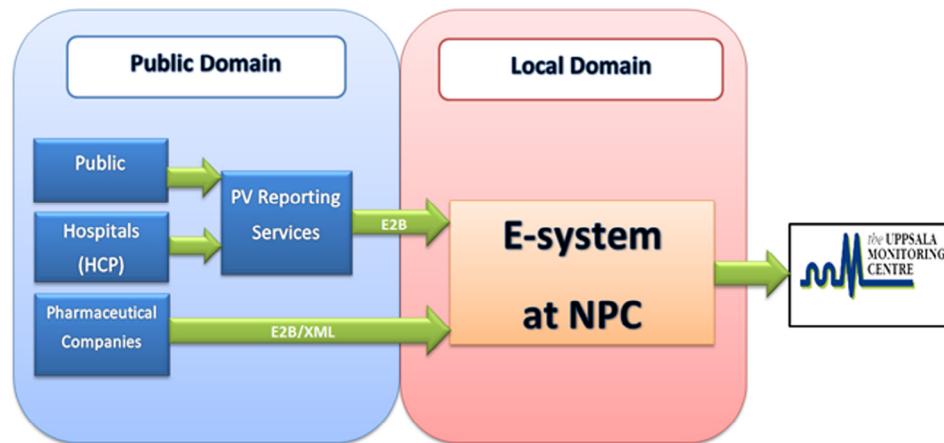 Public Domain
Local Domain
Public
Hospitals
(HCP)
PV Reporting
Services
E2B
Pharmaceutical
Companies
E2B/XML
E-system
at NPC
the UPPSALA
MONITORING
CENTRE